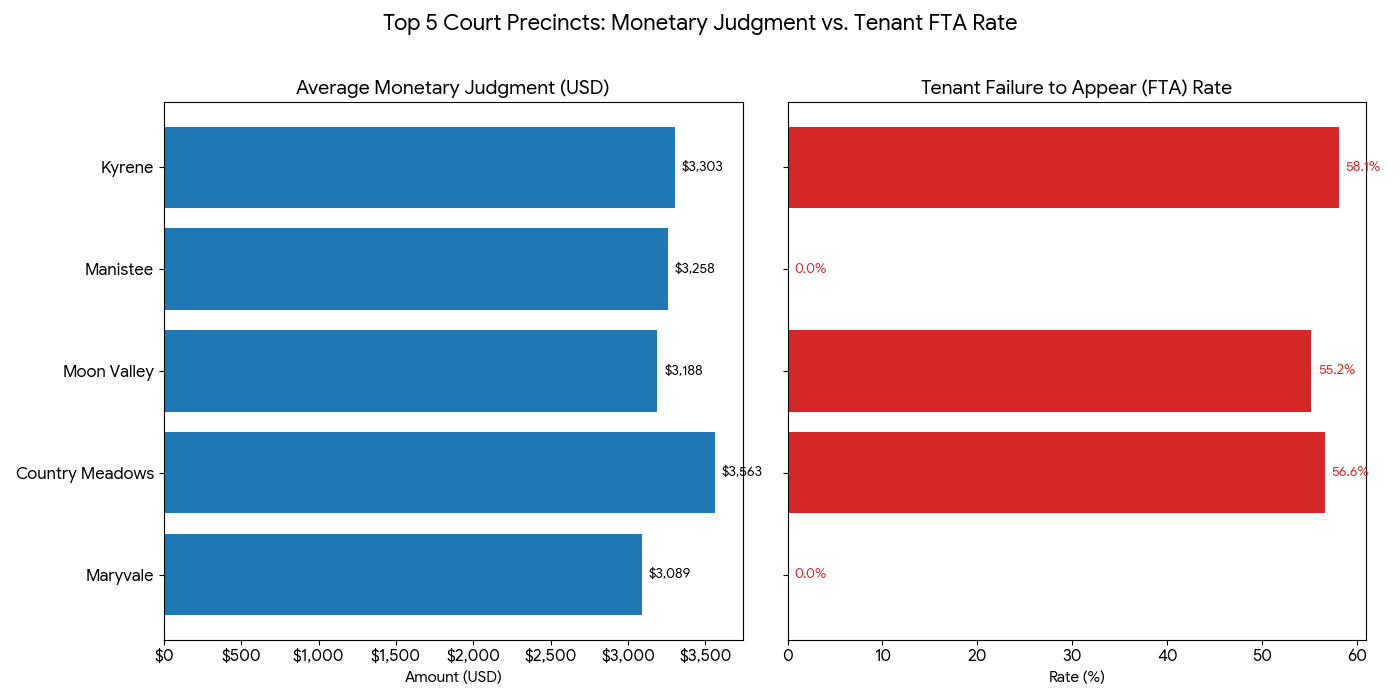 Top 5 Court Precincts: Monetary Judgment vs. Tenant FTA Rate
Average Monetary Judgment (USD)
Kyrene
$3,303
Manistee
$3,258
Moon Valley
$3,188
Country Meadows
$3,563
Maryvale
$3,089
$0 $500 $1,000 $1,500 $2,000 $2,500 $3,000 $3,500
Amount (USD)
Tenant Failure to Appear (FTA) Rate
58.1%
0.0%
55.2%
56.6%
0.0%
0 10 20 30 40 50 60
Rate (%)